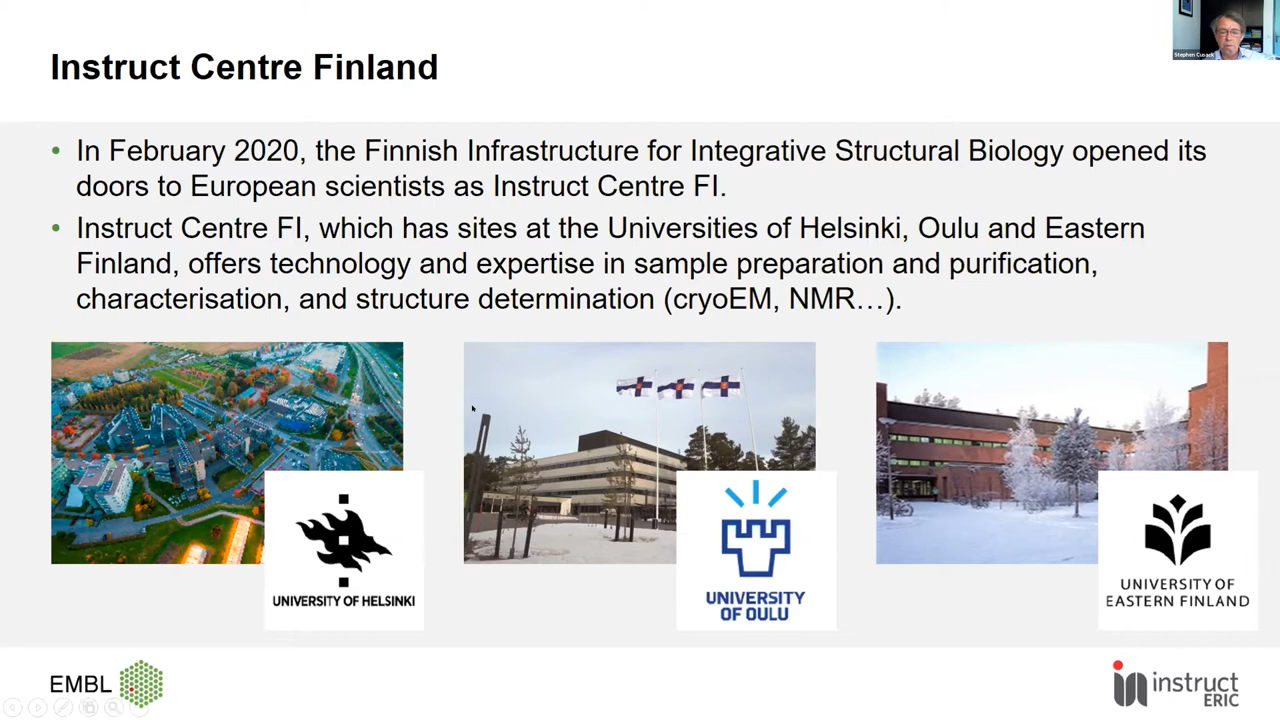 Stephen Cusack
Instruct Centre Finland
• In February 2020, the Finnish Infrastructure for Integrative Structural Biology opened its
doors to European scientists as Instruct Centre FI.
• Instruct Centre FI, which has sites at the Universities of Helsinki, Oulu and Eastern
Finland, offers technology and expertise in sample preparation and purification,
characterisation, and structure determination (cryoEM, NMR…).
UNIVERSITY OF HELSINKI
UNIVERSITY
OF OULU
UNIVERSITY OF
EASTERN FINLAND
EMBL
instruct
ERIC